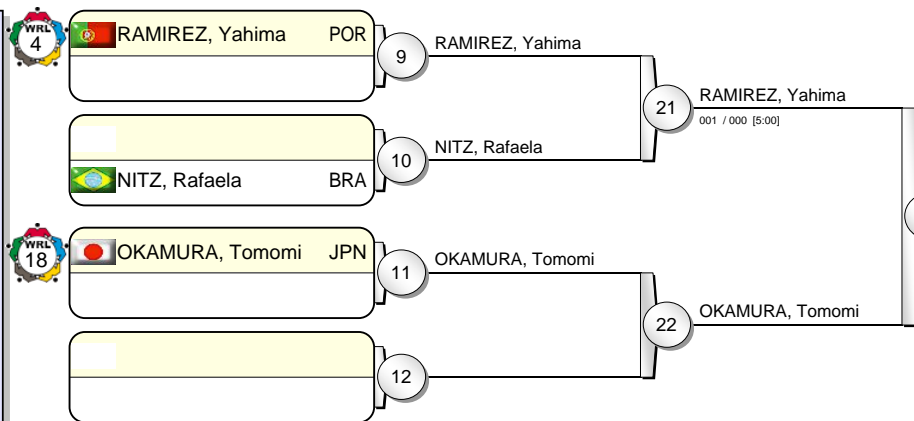 WRL
4
RAMIREZ, Yahima POR
9
RAMIREZ, Yahima
21
RAMIREZ, Yahima
001 / 000 [5:00]
10
NITZ, Rafaela
NITZ, Rafaela BRA
WRL
18
OKAMURA, Tomomi JPN
11
OKAMURA, Tomomi
22
OKAMURA, Tomomi
12